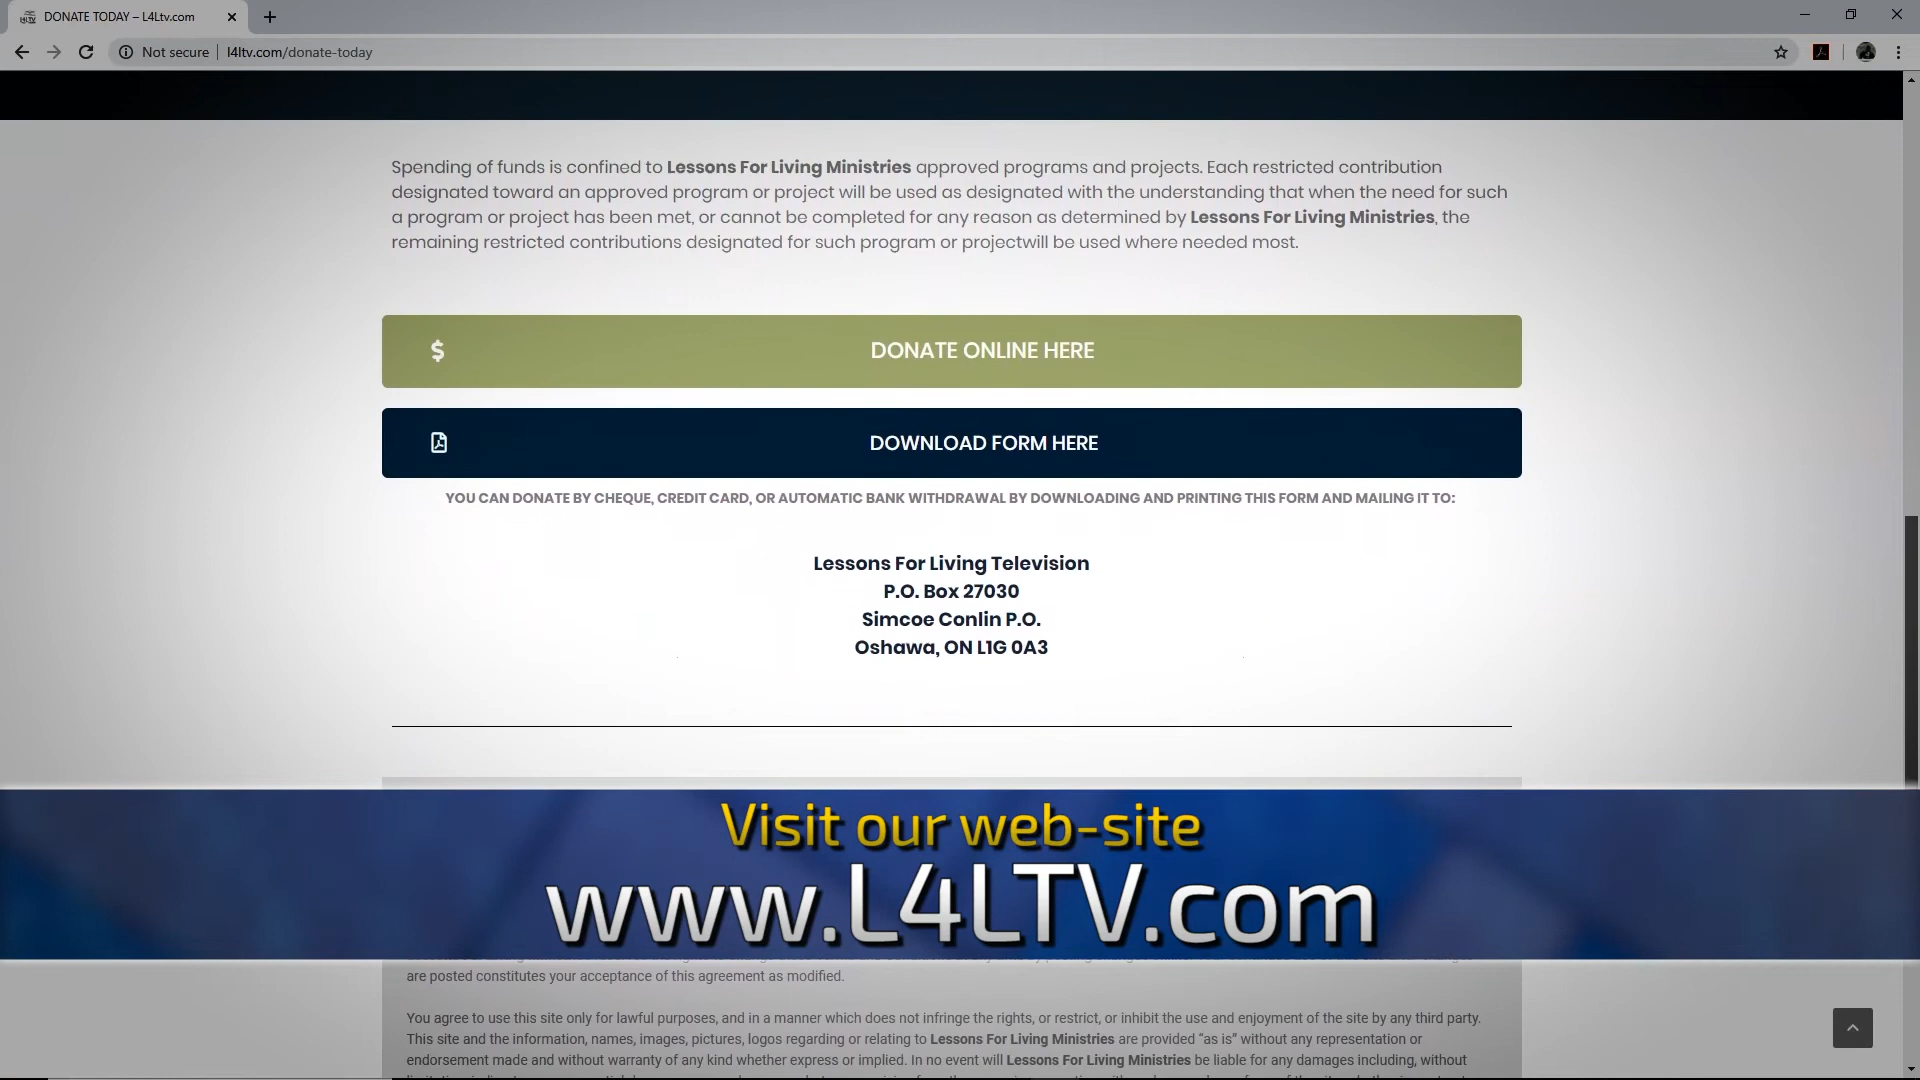 DONATE TODAY – L4Ltv.com
Not secure | l4ltv.com/donate-today
Spending of funds is confined to Lessons For Living Ministries approved programs and projects. Each restricted contribution
designated toward an approved program or project will be used as designated with the understanding that when the need for such
a program or project has been met, or cannot be completed for any reason as determined by Lessons For Living Ministries, the
remaining restricted contributions designated for such program or projectwill be used where needed most.
$ DONATE ONLINE HERE
DOWNLOAD FORM HERE
YOU CAN DONATE BY CHEQUE, CREDIT CARD, OR AUTOMATIC BANK WITHDRAWAL BY DOWNLOADING AND PRINTING THIS FORM AND MAILING IT TO:
Lessons For Living Television
P.O. Box 27030
Simcoe Conlin P.O.
Oshawa, ON L1G 0A3
Visit our web-site
www.L4LTV.com
are posted constitutes your acceptance of this agreement as modified.
You agree to use this site only for lawful purposes, and in a manner which does not infringe the rights, or restrict, or inhibit the use and enjoyment of the site by any third party.
This site and the information, names, images, pictures, logos regarding or relating to Lessons For Living Ministries are provided “as is” without any representation or
endorsement made and without warranty of any kind whether express or implied. In no event will Lessons For Living Ministries be liable for any damages including, without